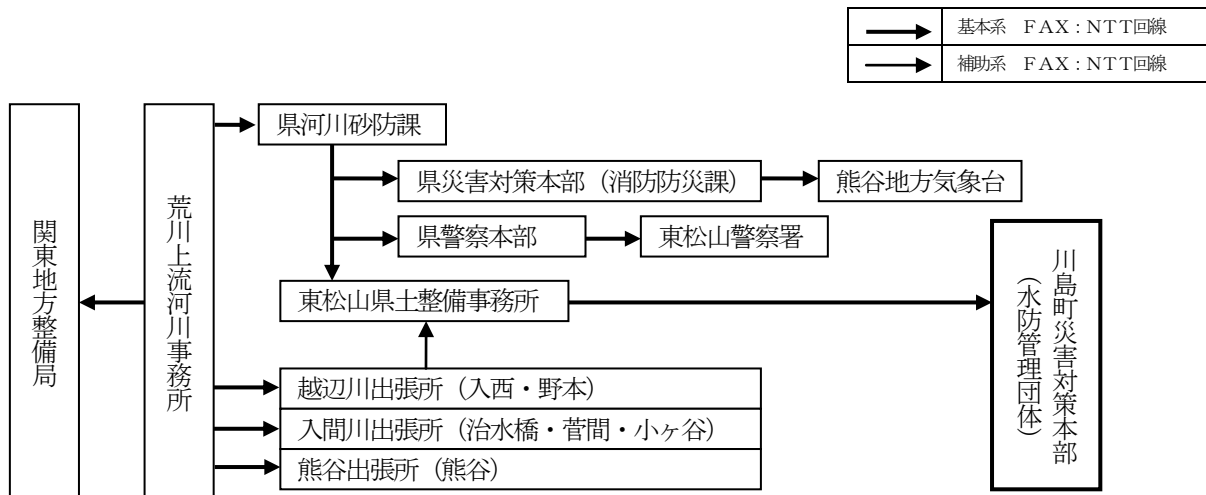 基本系　ＦＡＸ：ＮＴＴ回線
補助系　ＦＡＸ：ＮＴＴ回線
関東地方整備局
荒川上流河川事務所
県河川砂防課
県災害対策本部（消防防災課）
熊谷地方気象台
県警察本部
東松山警察署
東松山県土整備事務所
川島町災害対策本部
（水防管理団体）
越辺川出張所（入西・野本）
入間川出張所（治水橋・菅間・小ヶ谷）
熊谷出張所（熊谷）